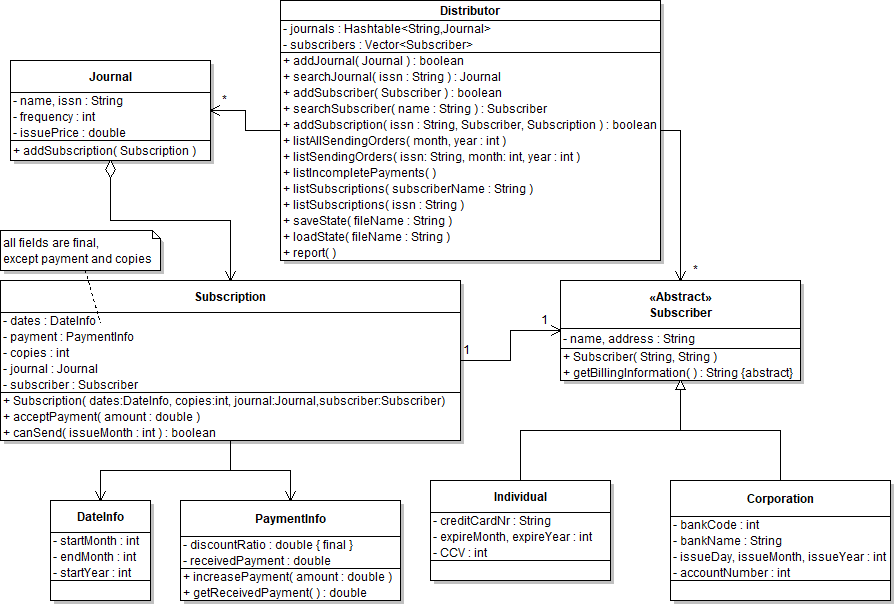 Distributor
- journals : Hashtable<String,Journal>
- subscribers : Vector<Subscriber>
+ addJournal( Journal ) : boolean
+ searchJournal( issn : String ) : Journal
+ addSubscriber( Subscriber ) : boolean
+ searchSubscriber( name : String ) : Subscriber
+ addSubscription( issn : String, Subscriber, Subscription ) : boolean
+ listAllSendingOrders( month, year : int )
+ listSendingOrders( issn: String, month: int, year : int )
+ listIncompletePayments( )
+ listSubscriptions( subscriberName : String )
+ listSubscriptions( issn : String )
+ saveState( fileName : String )
+ loadState( fileName : String )
+ report( )
Journal
- name, issn : String
- frequency : int
- issuePrice : double
+ addSubscription( Subscription )
*
*
all fields are final,
except payment and copies
Subscription
- dates : DateInfo
- payment : PaymentInfo
- copies : int
- journal : Journal
- subscriber : Subscriber
+ Subscription( dates:DateInfo, copies:int, journal:Journal,subscriber:Subscriber)
+ acceptPayment( amount : double )
+ canSend( issueMonth : int ) : boolean
1
1
«Abstract»
Subscriber
- name, address : String
+ Subscriber( String, String )
+ getBillingInformation( ) : String {abstract}
DateInfo
- startMonth : int
- endMonth : int
- startYear : int
PaymentInfo
- discountRatio : double { final }
- receivedPayment : double
+ increasePayment( amount : double )
+ getReceivedPayment( ) : double
Individual
- creditCardNr : String
- expireMonth, expireYear : int
- CCV : int
Corporation
- bankCode : int
- bankName : String
- issueDay, issueMonth, issueYear : int
- accountNumber : int